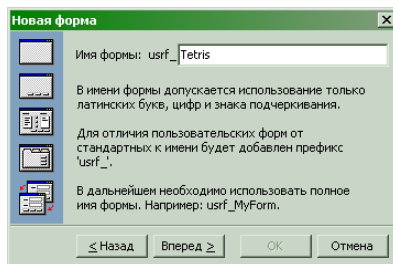 Новая форма
Имя формы: usrf_ Tetris
В имени формы допускается использование только
латинских букв, цифр и знака подчеркивания.
Для отличия пользовательских форм от
стандартных к имени будет добавлен префикс
'usrf_'.
В дальнейшем необходимо использовать полное
имя формы. Например: usrf_MyForm.
< Назад Вперед > ОК Отмена